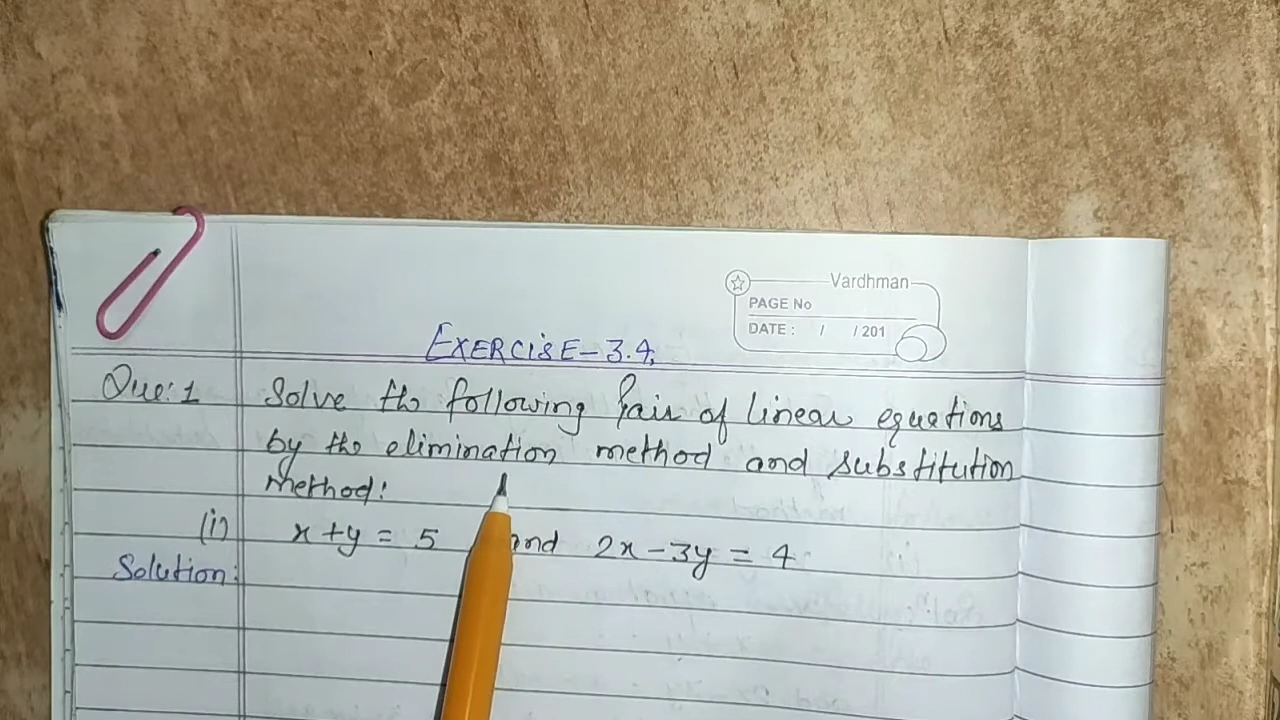 Vardhman
PAGE No
DATE : / / 201
EXERCISE-3.4.
Que:1 Solve the following Pair of linear equations
by the elimination method and substitution
method:
(i) x + y = 5 and 2x - 3y = 4
Solution: